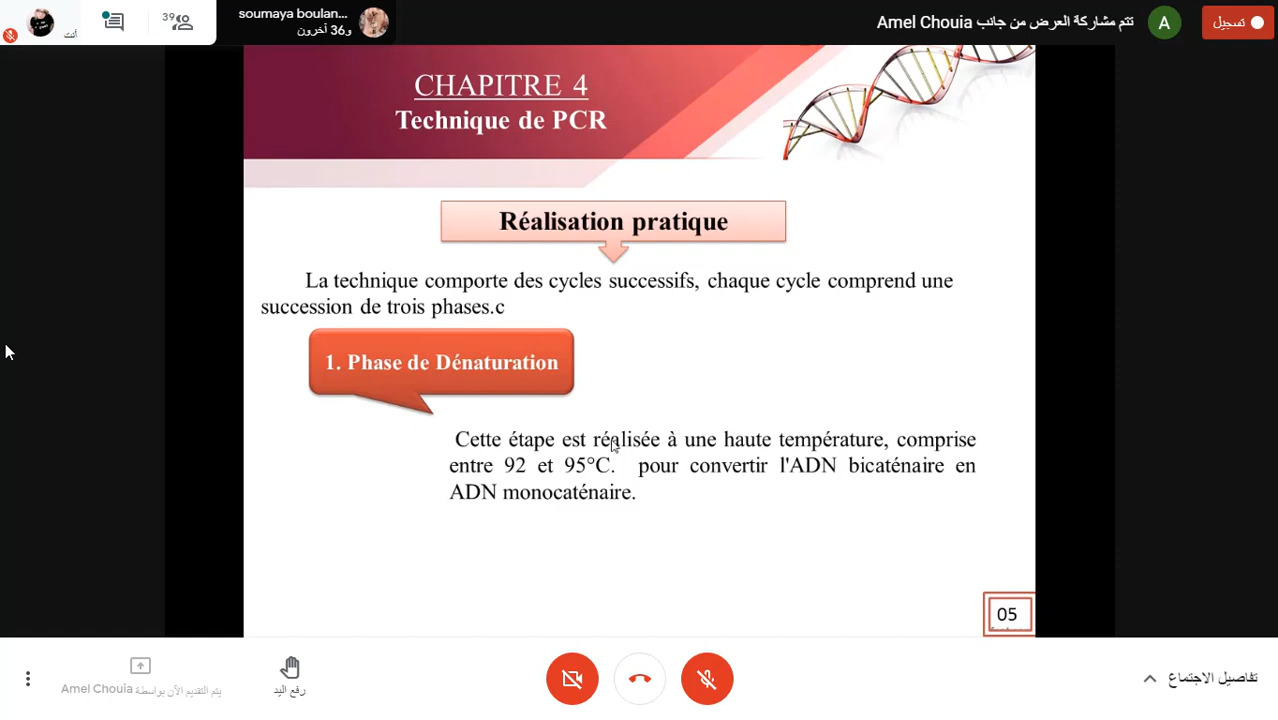 39
soumaya boulan...
و36 آخرون
أنت
تتم مشاركة العرض من جانب Amel Chouia
A
تسجيل
CHAPITRE 4
Technique de PCR
Réalisation pratique
La technique comporte des cycles successifs, chaque cycle comprend une
succession de trois phases.c
1. Phase de Dénaturation
Cette étape est réalisée à une haute température, comprise
entre 92 et 95°C. pour convertir l'ADN bicaténaire en
ADN monocaténaire.
05
يتم التقديم الآن بواسطة Amel Chouia
رفع اليد
تفاصيل الاجتماع